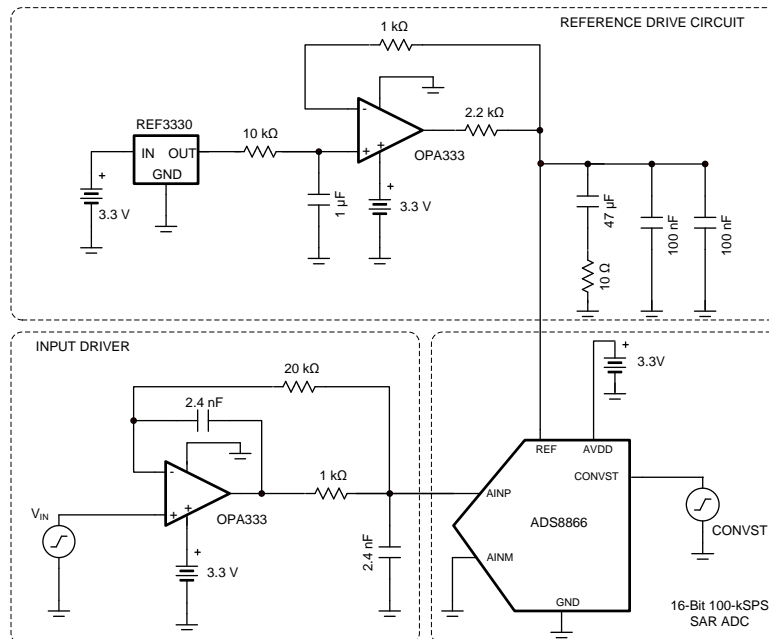 REFERENCE DRIVE CIRCUIT
1 kΩ
REF3330
IN OUT
GND
+
3.3 V
10 kΩ
1 µF
-
+ +
OPA333
2.2 kΩ
+
3.3 V
47 µF
10 Ω
100 nF
100 nF
INPUT DRIVER
20 kΩ
2.4 nF
-
+ +
OPA333
1 kΩ
VIN
+
3.3 V
2.4 nF
+
3.3V
REF
AVDD
CONVST
AINP
ADS8866
AINM
GND
CONVST
16-Bit 100-kSPS
SAR ADC